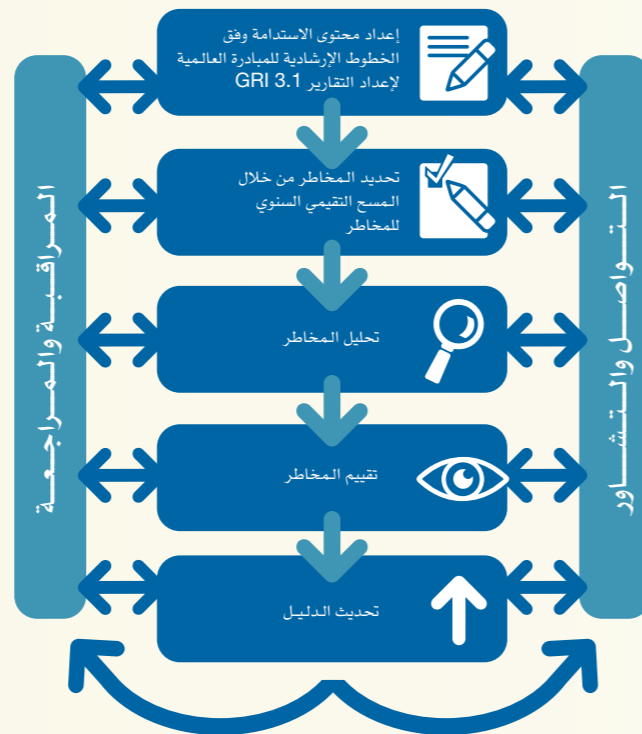 إعداد محتوى الاستدامة وفق
الخطوط الإرشادية للمبادرة العالمية
لإعداد التقارير GRI 3.1
تحديد المخاطر من خلال
المسح التقيمي السنوي
للمخاطر
تحليل المخاطر
تقييم المخاطر
تحديث الدليل
التواصل والتشاور
المراقبة والمراجعة